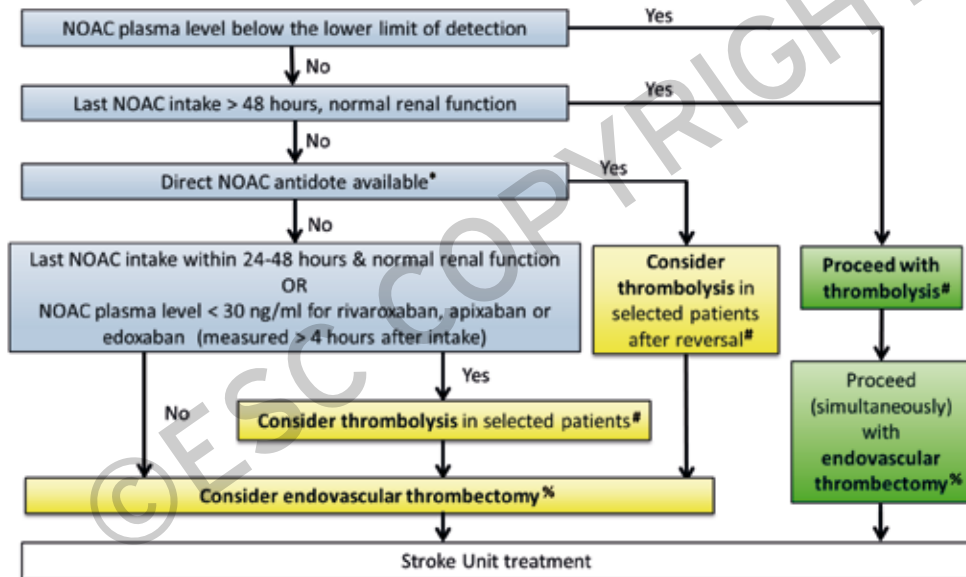 NOAC plasma level below the lower limit of detection
Yes
No
Last NOAC intake > 48 hours, normal renal function
Yes
No
Direct NOAC antidote available*
Yes
No
Last NOAC intake within 24-48 hours & normal renal function
OR
NOAC plasma level < 30 ng/ml for rivaroxaban, apixaban or
edoxaban (measured > 4 hours after intake)
Consider
thrombolysis in
selected patients
after reversal#
Proceed with
thrombolysis#
No
Yes
Consider thrombolysis in selected patients#
Proceed
(simultaneously)
with
endovascular
thrombectomy%
Consider endovascular thrombectomy%
Stroke Unit treatment
©ESC COPYRIGHT